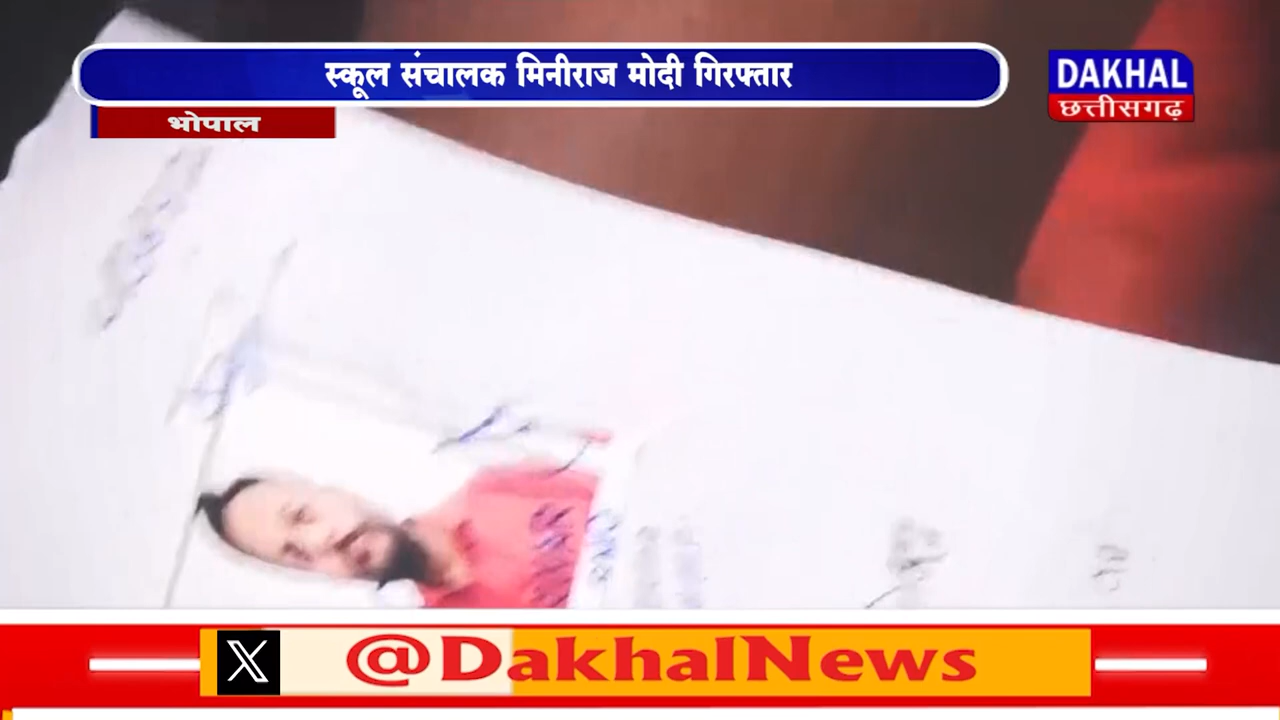 स्कूल संचालक मिनीराज मोदी गिरफ्तार
DAKHAL
छत्तीसगढ़
भोपाल
X @DakhalNews